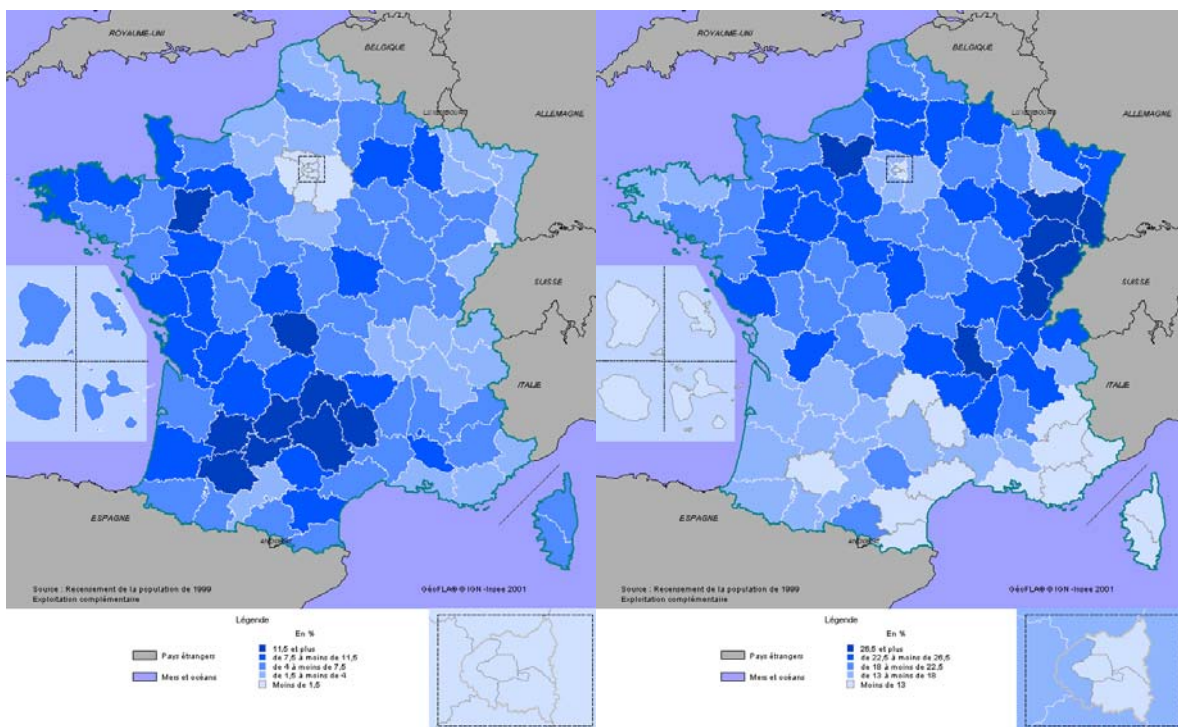 ROYAUME-UNI
BELGIQUE
LUXEMBOURG
ALLEMAGNE
SUISSE
ITALIE
ESPAGNE
ANDORRE
Source : Recensement de la population de 1999
Exploitation complémentaire
GéoFLA® © IGN -Insee 2001
Légende
En %
Pays étrangers
Mers et océans
11,5 et plus
de 7,5 à moins de 11,5
de 4 à moins de 7,5
de 1,5 à moins de 4
Moins de 1,5
ROYAUME-UNI
BELGIQUE
LUXEMBOURG
ALLEMAGNE
SUISSE
ITALIE
ESPAGNE
ANDORRE
Source : Recensement de la population de 1999
Exploitation complémentaire
GéoFLA® © IGN -Insee 2001
Légende
En %
Pays étrangers
Mers et océans
26,5 et plus
de 22,5 à moins de 26,5
de 18 à moins de 22,5
de 13 à moins de 18
Moins de 13